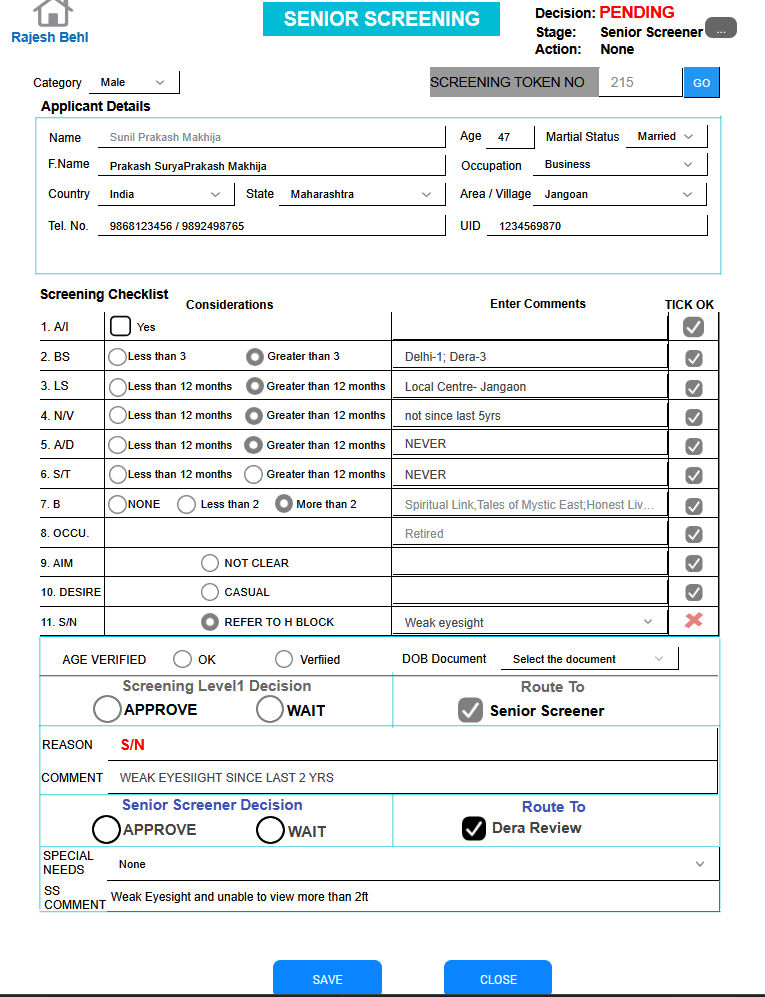 SENIOR SCREENING
Decision: PENDING
Stage: Senior Screener ...
Action: None
Rajesh Behl
Category Male
SCREENING TOKEN NO 215 GO
Applicant Details
Name Sunil Prakash Makhija Age 47 Martial Status Married
F.Name Prakash SuryaPrakash Makhija Occupation Business
Country India State Maharashtra Area / Village Jangoan
Tel. No. 9868123456 / 9892498765 UID 1234569870
Screening Checklist
Considerations Enter Comments TICK OK
1. A/I Yes
2. BS Less than 3 Greater than 3 Delhi-1; Dera-3
3. LS Less than 12 months Greater than 12 months Local Centre- Jangaon
4. N/V Less than 12 months Greater than 12 months not since last 5yrs
5. A/D Less than 12 months Greater than 12 months NEVER
6. S/T Less than 12 months Greater than 12 months NEVER
7. B NONE Less than 2 More than 2 Spiritual Link,Tales of Mystic East;Honest Liv...
8. OCCU. Retired
9. AIM NOT CLEAR
10. DESIRE CASUAL
11. S/N REFER TO H BLOCK Weak eyesight
AGE VERIFIED OK Verfiied DOB Document Select the document
Screening Level1 Decision Route To
APPROVE WAIT Senior Screener
REASON S/N
COMMENT WEAK EYESIIGHT SINCE LAST 2 YRS
Senior Screener Decision Route To
APPROVE WAIT Dera Review
SPECIAL NEEDS None
SS COMMENT Weak Eyesight and unable to view more than 2ft
SAVE CLOSE